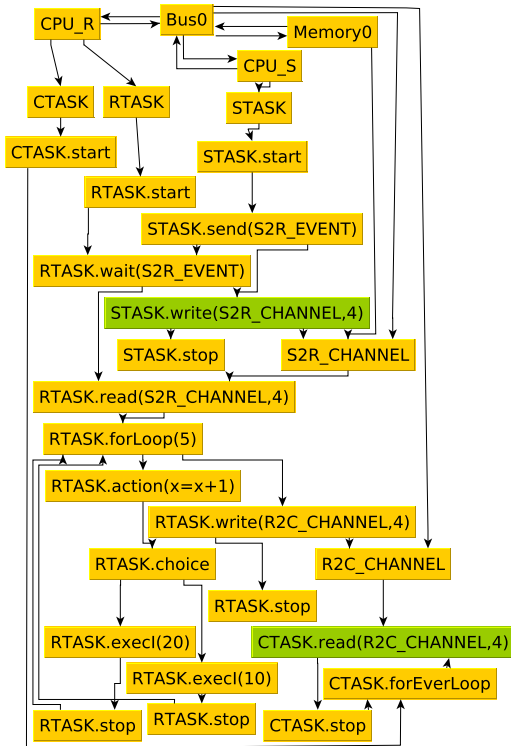 CPU_R
Bus0
Memory0
CPU_S
CTASK
RTASK
STASK
CTASK.start
STASK.start
RTASK.start
STASK.send(S2R_EVENT)
RTASK.wait(S2R_EVENT)
STASK.write(S2R_CHANNEL,4)
STASK.stop
S2R_CHANNEL
RTASK.read(S2R_CHANNEL,4)
RTASK.forLoop(5)
RTASK.action(x=x+1)
RTASK.write(R2C_CHANNEL,4)
RTASK.choice
R2C_CHANNEL
RTASK.stop
RTASK.execI(20)
CTASK.read(R2C_CHANNEL,4)
RTASK.execI(10)
CTASK.forEverLoop
RTASK.stop
RTASK.stop
CTASK.stop